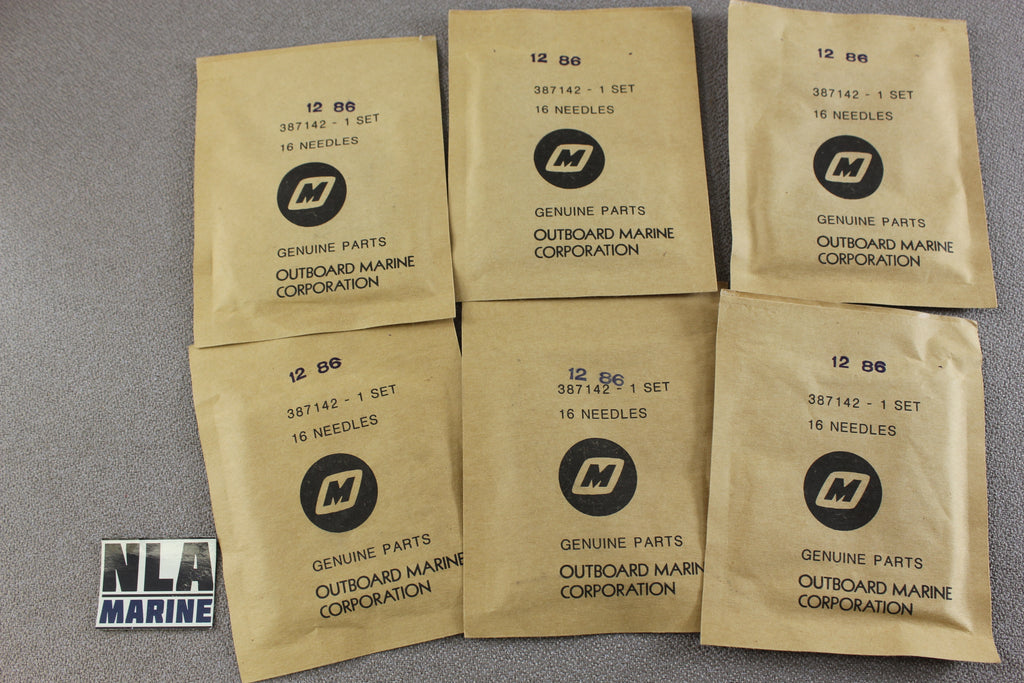 12 86
387142 - 1 SET
16 NEEDLES
M
GENUINE PARTS
OUTBOARD MARINE
CORPORATION
12 86
387142 - 1 SET
16 NEEDLES
M
GENUINE PARTS
OUTBOARD MARINE
CORPORATION
12 86
387142 - 1 SET
16 NEEDLES
M
GENUINE PARTS
OUTBOARD MARINE
CORPORATION
12 86
387142 - 1 SET
16 NEEDLES
M
GENUINE PARTS
OUTBOARD MARINE
CORPORATION
12 86
387142 - 1 SET
16 NEEDLES
M
GENUINE PARTS
OUTBOARD MARIN
CORPORATION
12 86
387142 - 1 SET
16 NEEDLES
M
GENUINE PARTS
OUTBOARD MARINE
CORPORATION
NLA
MARINE